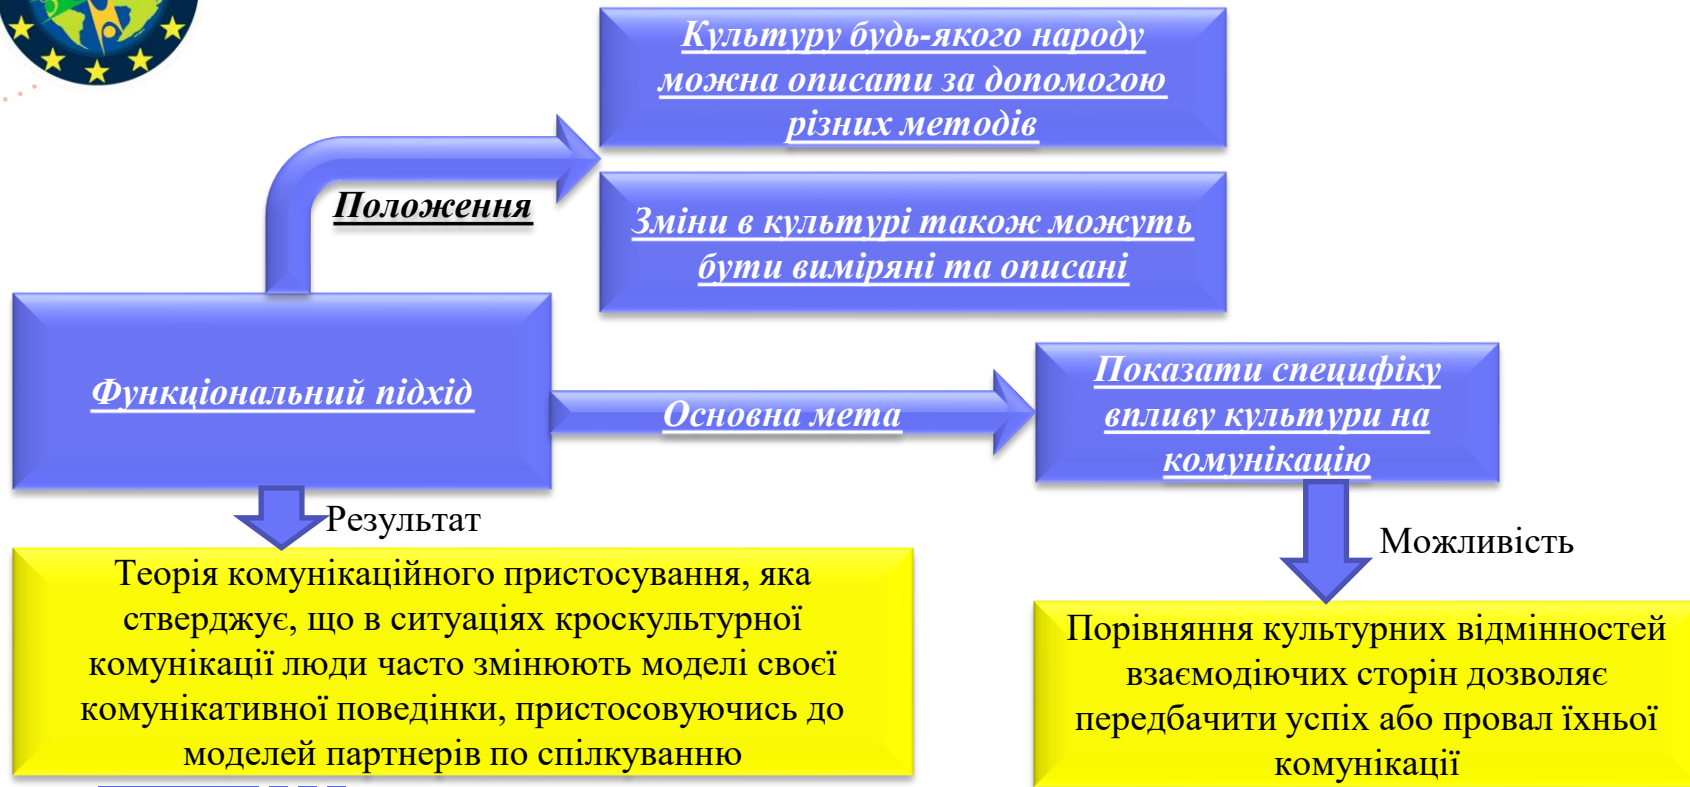 Культуру будь-якого народу
можна описати за допомогою
різних методів
Положення
Зміни в культурі також можуть
бути виміряні та описані
Функціональний підхід
Основна мета
Показати специфіку
впливу культури на
комунікацію
Результат
Можливість
Теорія комунікаційного пристосування, яка
стверджує, що в ситуаціях кроскультурної
комунікації люди часто змінюють моделі своєї
комунікативної поведінки, пристосовуючись до
моделей партнерів по спілкуванню
Порівняння культурних відмінностей
взаємодіючих сторін дозволяє
передбачити успіх або провал їхньої
комунікації